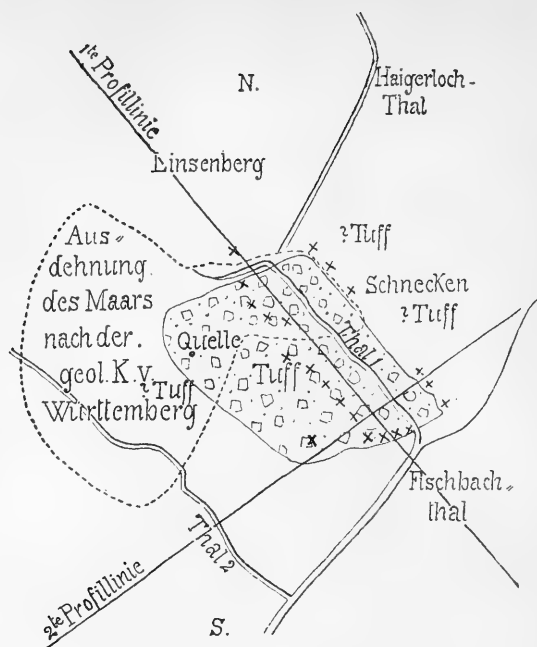 1te Profillinie
N.
Haigerloch-
Thal
Linsenberg
Aus-
dehnung.
des Maars
nach der.
geol. K. v.
Württemberg
? Tuff
? Tuff
Schnecken
? Tuff
Thal 1
Quelle
Tuff
Fischbach-
thal
Thal 2
2te Profillinie
S.